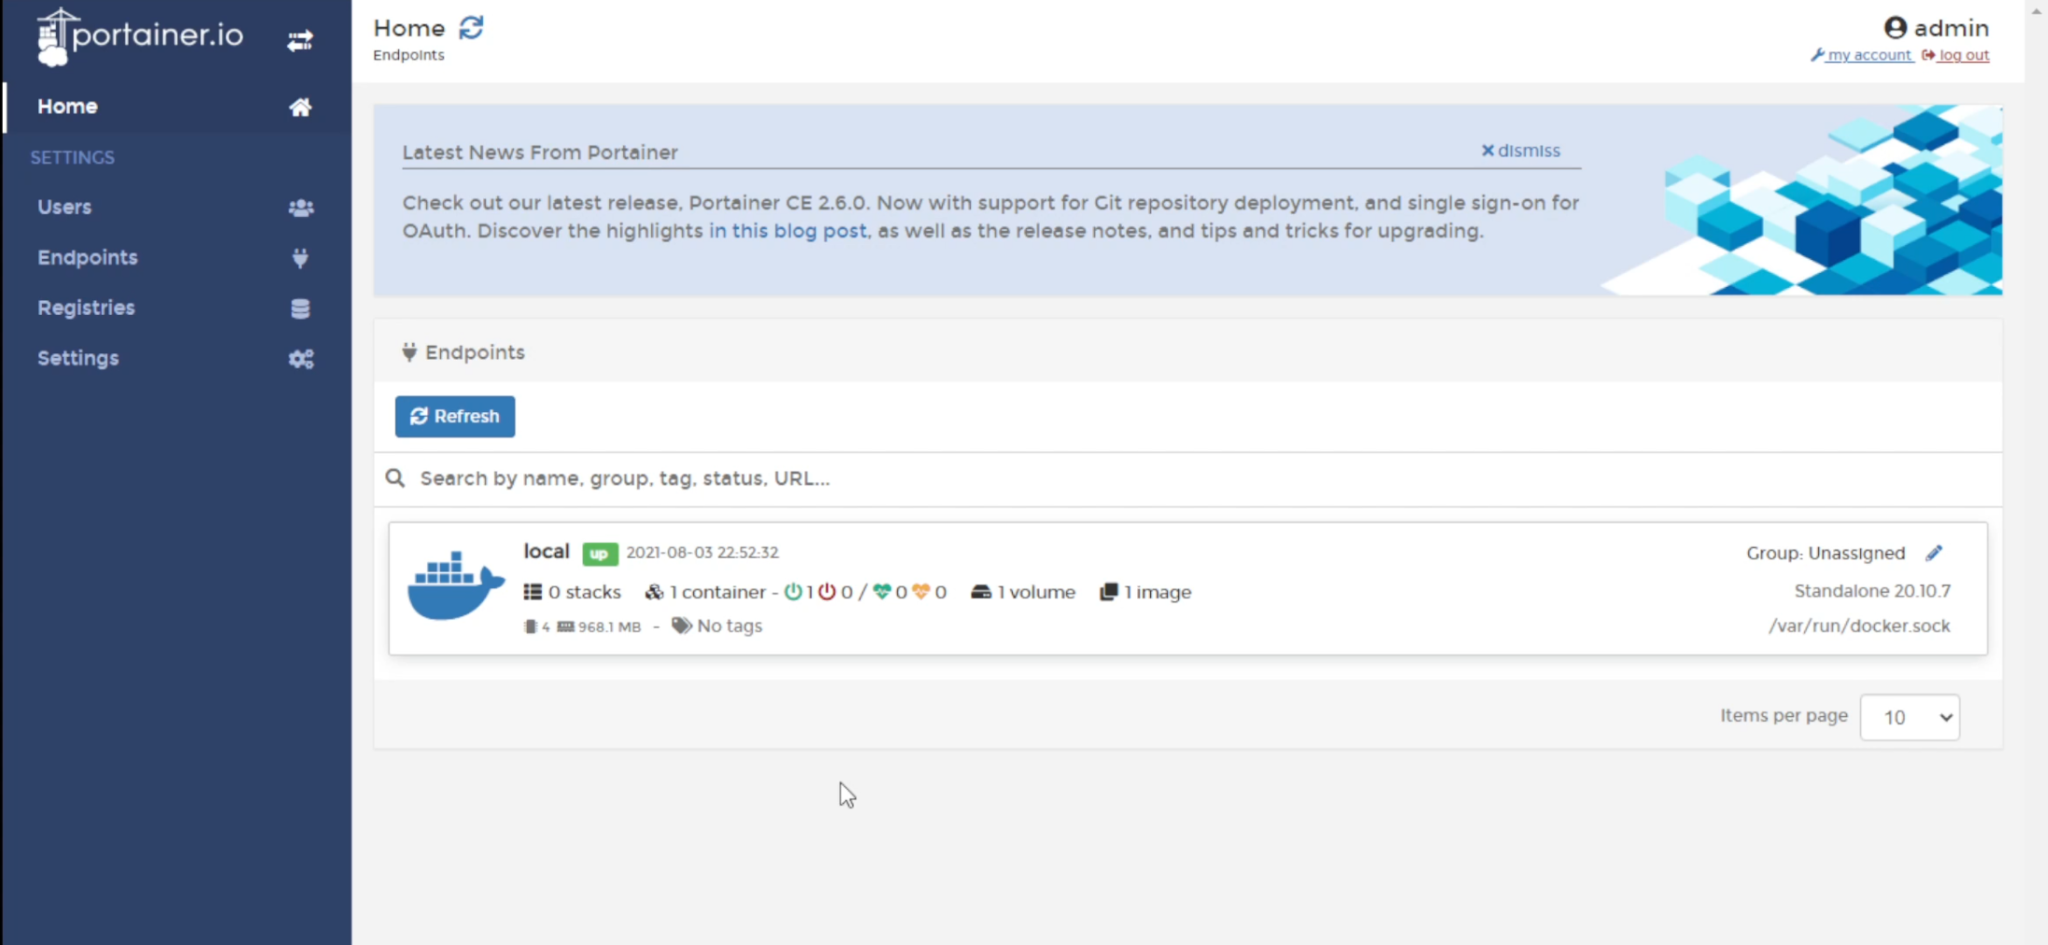 portainer.io
Home
SETTINGS
Users
Endpoints
Registries
Settings
Home
Endpoints
admin
my account log out
Latest News From Portainer
× dismiss
Check out our latest release, Portainer CE 2.6.0. Now with support for Git repository deployment, and single sign-on for
OAuth. Discover the highlights in this blog post, as well as the release notes, and tips and tricks for upgrading.
Endpoints
Refresh
Search by name, group, tag, status, URL...
local up 2021-08-03 22:52:32
Group: Unassigned
0 stacks 1 container - 1 0 / 0 0 1 volume 1 image
Standalone 20.10.7
4 968.1 MB - No tags
/var/run/docker.sock
Items per page 10